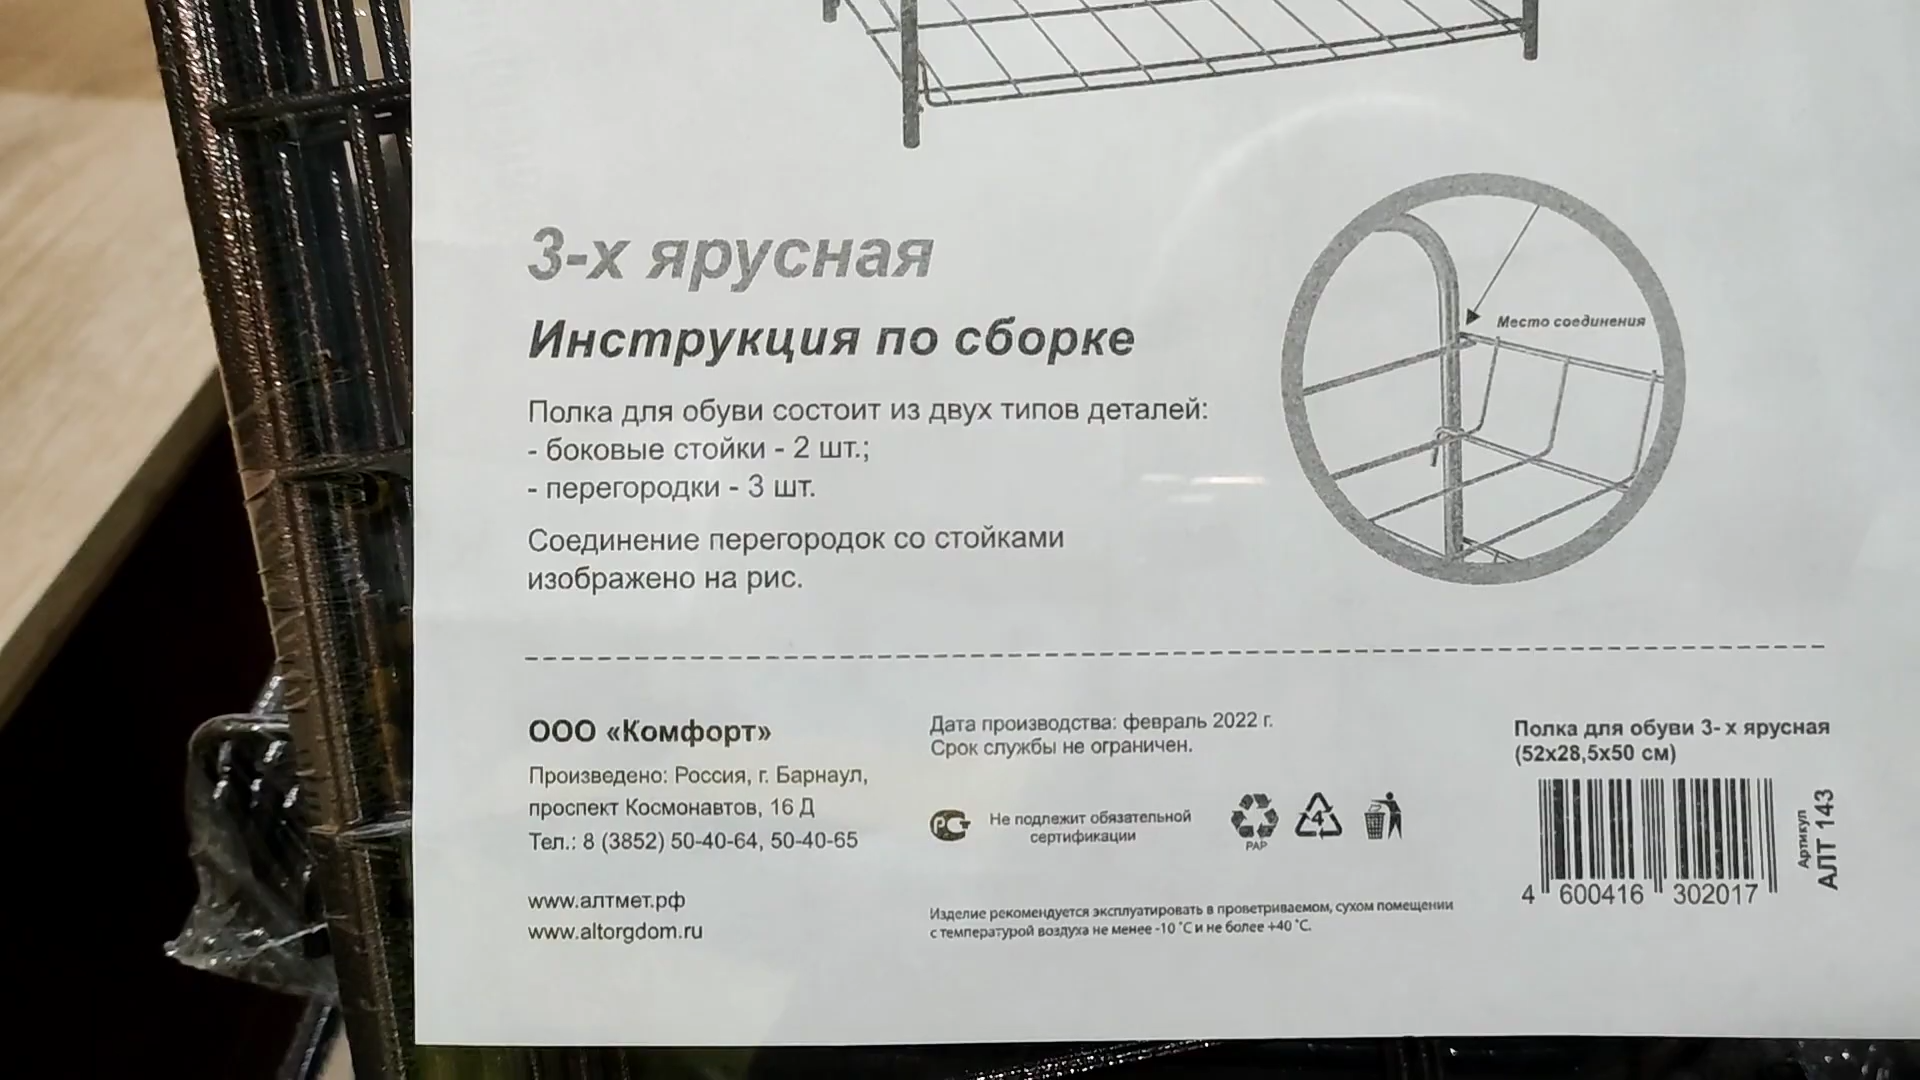 3-х ярусная
Инструкция по сборке
Полка для обуви состоит из двух типов деталей:
- боковые стойки - 2 шт.;
- перегородки - 3 шт.
Соединение перегородок со стойками
изображено на рис.
Место соединения
ООО «Комфорт»
Произведено: Россия, г. Барнаул,
проспект Космонавтов, 16 Д
Тел.: 8 (3852) 50-40-64, 50-40-65
www.алтмет.рф
www.altorgdom.ru
Дата производства: февраль 2022 г.
Срок службы не ограничен.
РСТ
Не подлежит обязательной
сертификации
PAP
4
Изделие рекомендуется эксплуатировать в проветриваемом, сухом помещении
с температурой воздуха не менее -10 °С и не более +40 °С.
Полка для обуви 3- х ярусная
(52х28,5х50 см)
4 600416 302017
Артикул
АЛТ 143